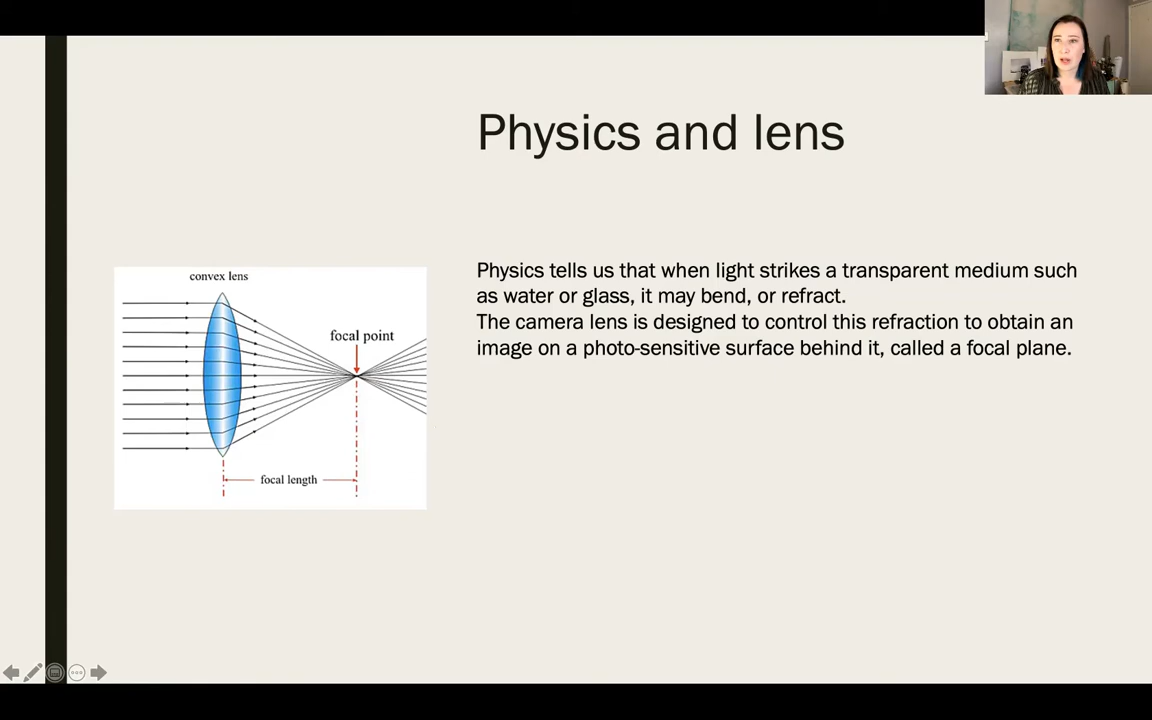 Physics and lens
convex lens
focal point
focal length
Physics tells us that when light strikes a transparent medium such
as water or glass, it may bend, or refract.
The camera lens is designed to control this refraction to obtain an
image on a photo-sensitive surface behind it, called a focal plane.